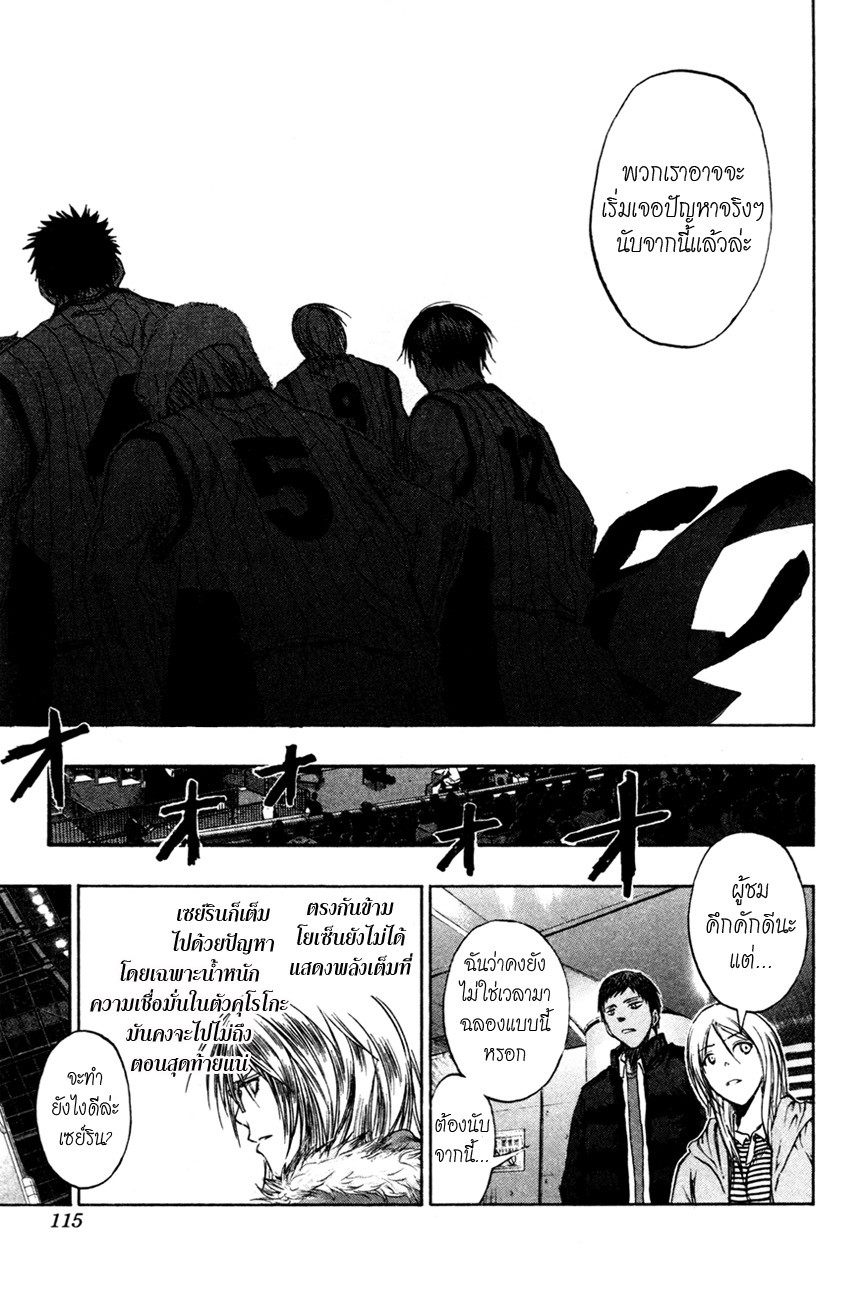 พวกเราอาจจะ
เริ่มเจอปัญหาจริงๆ
นับจากนี้แล้วล่ะ
4
5
9
12
オ
オ
オ
オ
オ
ผู้ชม
คึกคักดีนะ
แต่...
ฉันว่าคงยัง
ไม่ใช่เวลามา
ฉลองแบบนี้
หรอก
ต้องนับ
จากนี้...
ตรงกันข้าม
โยเซ็นยังไม่ได้
แสดงพลังเต็มที่
เซย์รินก็เต็ม
ไปด้วยปัญหา
โดยเฉพาะน้ำหนัก
ความเชื่อมั่นในตัวคุโรโกะ
มันคงจะไปไม่ถึง
ตอนสุดท้ายแน่
จะทำ
ยังไงดีล่ะ
เซย์ริน?
115